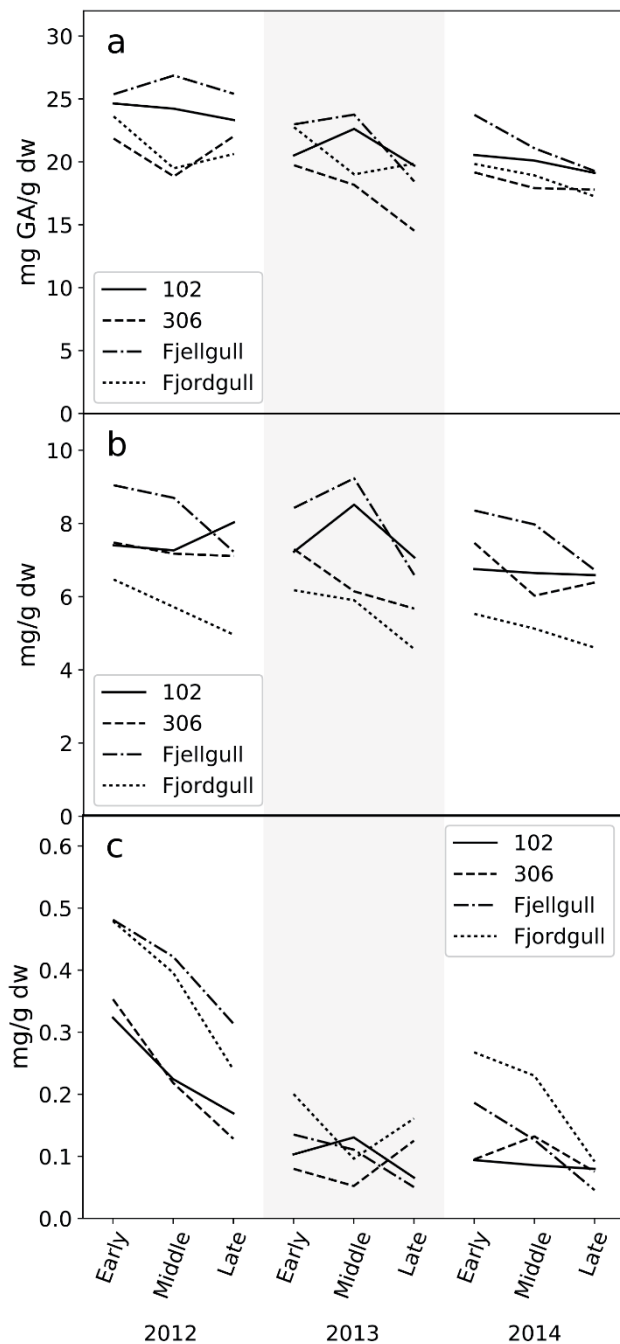 a
30
25
20
15
10
5
0
mg GA/g dw
102
306
Fjellgull
Fjordgull
b
10
8
6
4
2
0
mg/g dw
102
306
Fjellgull
Fjordgull
c
0.6
0.5
0.4
0.3
0.2
0.1
0.0
mg/g dw
102
306
Fjellgull
Fjordgull
Early Middle Late Early Middle Late Early Middle Late
2012 2013 2014